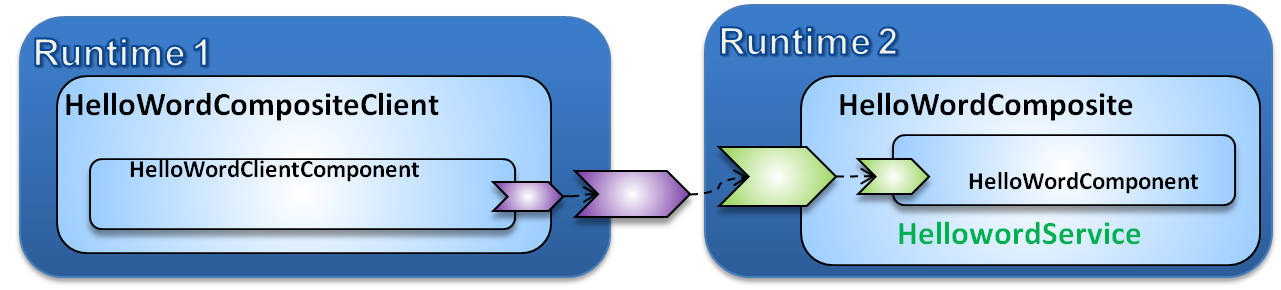 Runtime 1
HelloWordCompositeClient
HelloWordClientComponent
Runtime 2
HelloWordComposite
HelloWordComponent
HellowordService